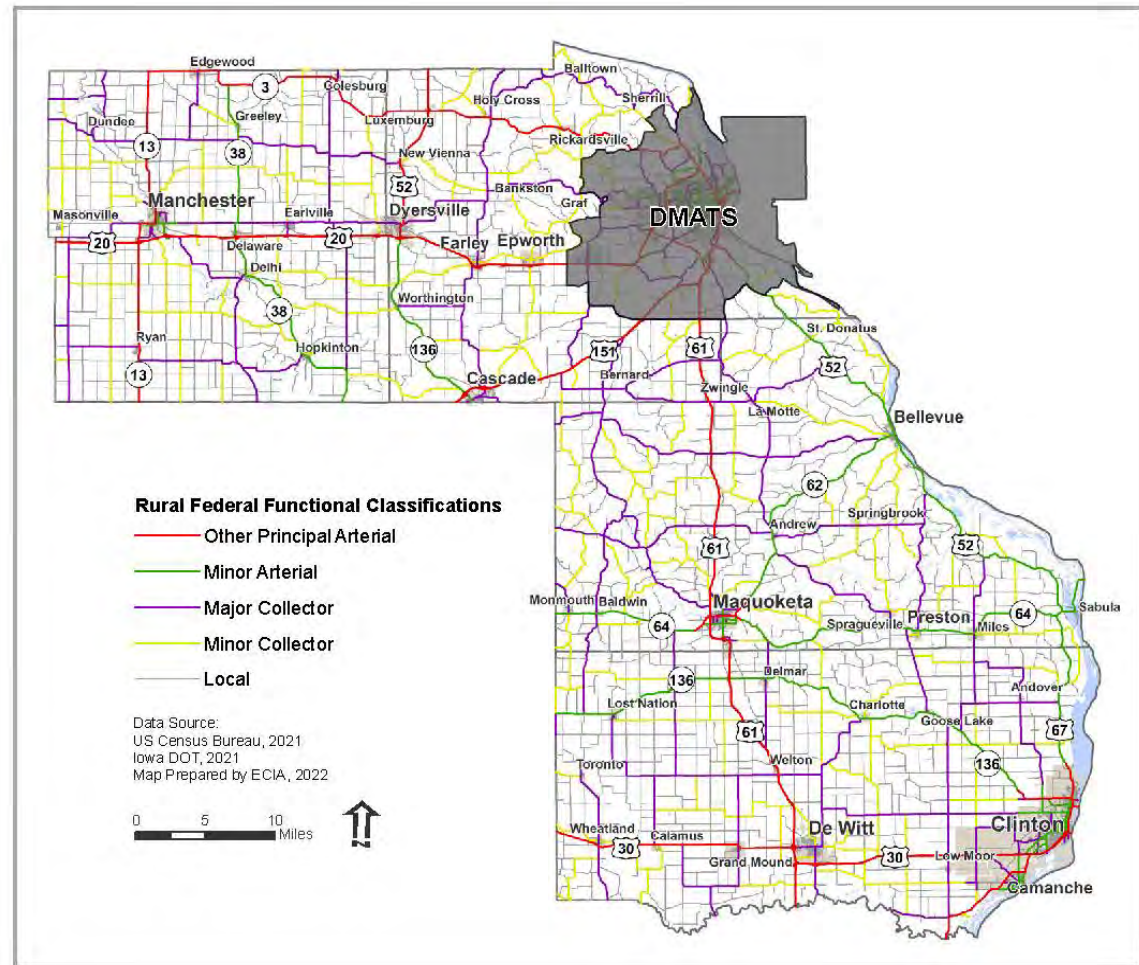 Edgewood
Balltown
3
Colesburg
Holy Cross
Sherrill
Greeley
Luxemburg
Dundee
Rickardsville
13
38
New Vienna
52
Bankston
Manchester
Graf
Masonville
Earlville
Dyersville
DMATS
20
Delaware
20
Farley
Epworth
Delhi
Worthington
38
St. Donatus
Ryan
Hopkinton
136
151
61
52
13
Cascade
Bernard
Zwingle
La Motte
Bellevue
Rural Federal Functional Classifications
Other Principal Arterial
Minor Arterial
Major Collector
Minor Collector
Local
62
Springbrook
Andrew
61
52
Monmouth
Baldwin
Maquoketa
Preston
Sabula
64
Spragueville
Miles
64
Delmar
136
Andover
Lost Nation
Charlotte
Goose Lake
61
67
Toronto
Welton
136
Data Source:
US Census Bureau, 2021
Iowa DOT, 2021
Map Prepared by ECIA, 2022
0 5 10
Miles
N
Wheatland
Calamus
De Witt
Clinton
30
Grand Mound
30
Low Moor
Camanche